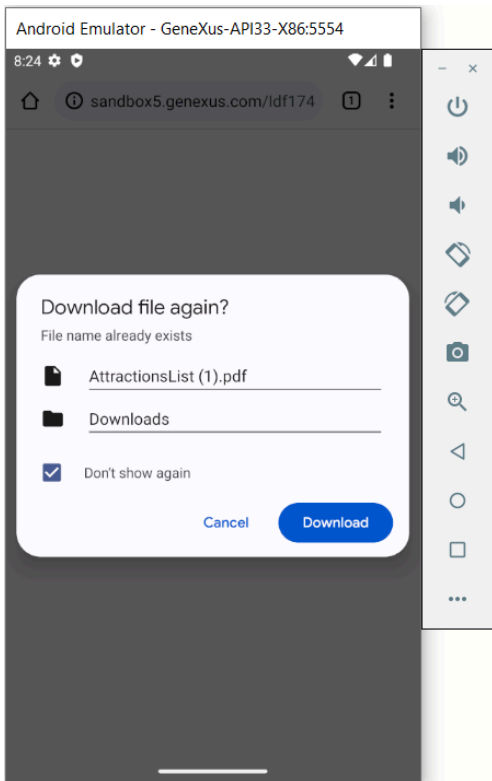 Android Emulator - GeneXus-API33-X86:5554
8:24
sandbox5.genexus.com/ldf174
1
Download file again?
File name already exists
AttractionsList (1).pdf
Downloads
Don't show again
Cancel
Download